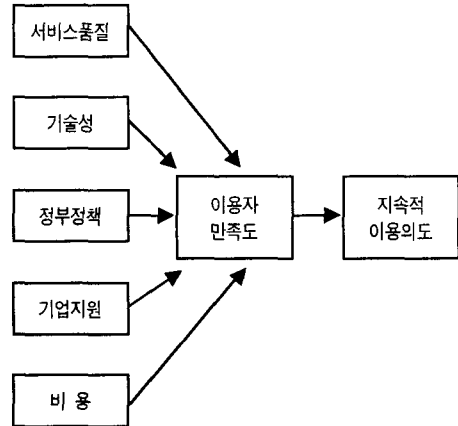 서비스품질
기술성
정부정책
이용자
만족도
지속적
이용의도
기업지원
비 용